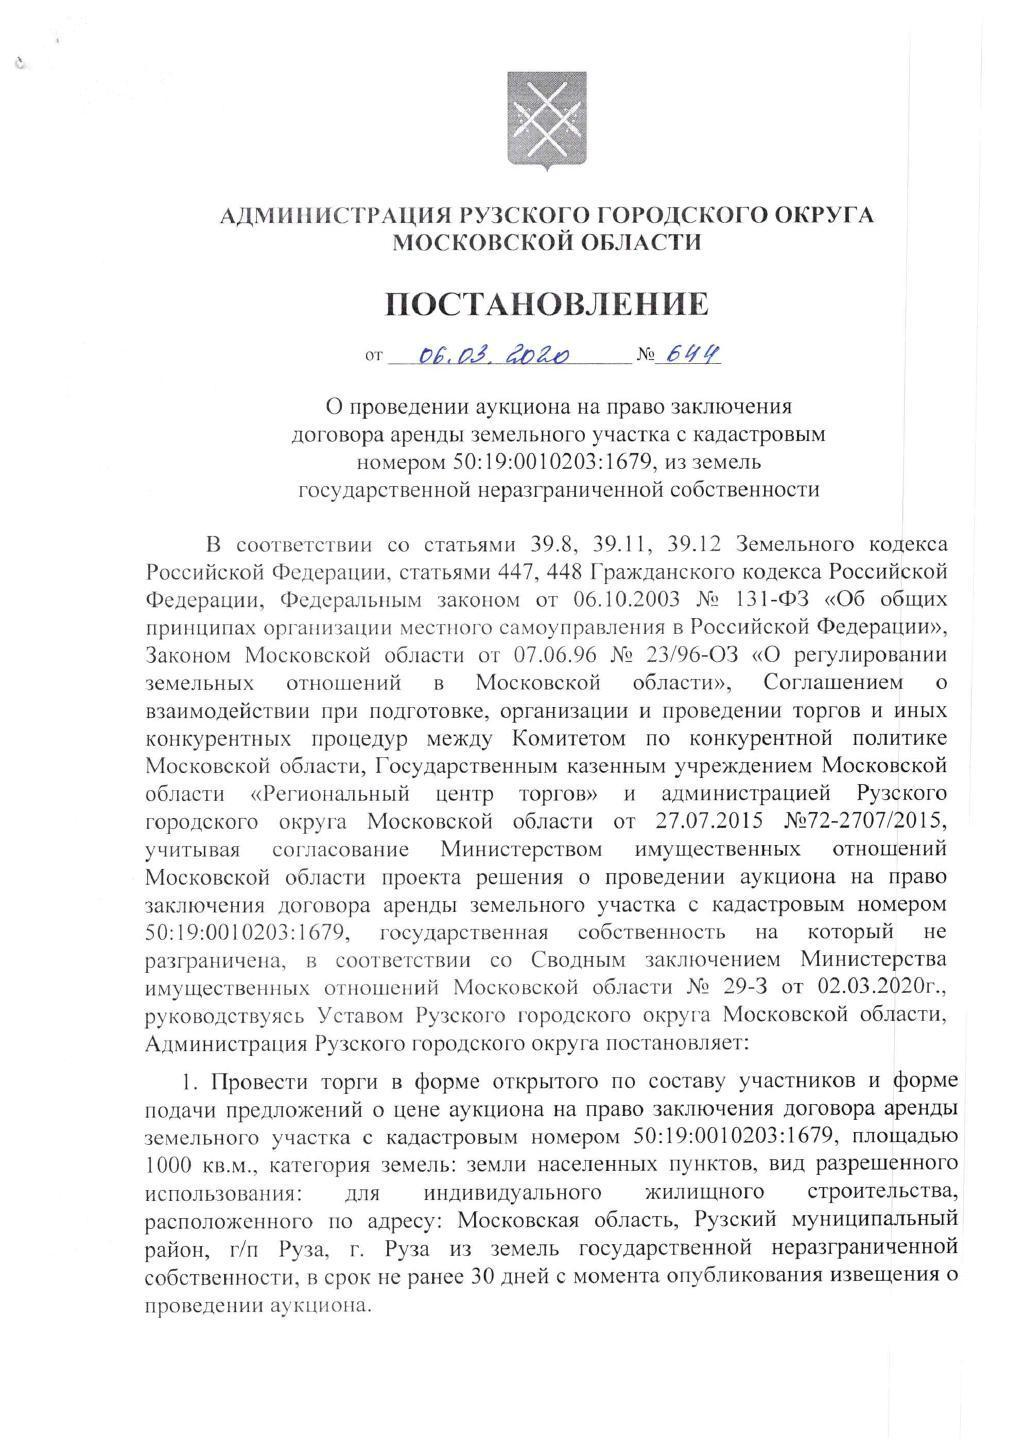 АДМИНИСТРАЦИЯ РУЗСКОГО ГОРОДСКОГО ОКРУГА
МОСКОВСКОЙ ОБЛАСТИ
ПОСТАНОВЛЕНИЕ
от 06.03.2020 № 644
О проведении аукциона на право заключения
договора аренды земельного участка с кадастровым
номером 50:19:0010203:1679, из земель
государственной неразграниченной собственности
В соответствии со статьями 39.8, 39.11, 39.12 Земельного кодекса
Российской Федерации, статьями 447, 448 Гражданского кодекса Российской
Федерации, Федеральным законом от 06.10.2003 № 131-ФЗ «Об общих
принципах организации местного самоуправления в Российской Федерации»,
Законом Московской области от 07.06.96 № 23/96-ОЗ «О регулировании
земельных отношений в Московской области», Соглашением о
взаимодействии при подготовке, организации и проведении торгов и иных
конкурентных процедур между Комитетом по конкурентной политике
Московской области, Государственным казенным учреждением Московской
области «Региональный центр торгов» и администрацией Рузского
городского округа Московской области от 27.07.2015 №72-2707/2015,
учитывая согласование Министерством имущественных отношений
Московской области проекта решения о проведении аукциона на право
заключения договора аренды земельного участка с кадастровым номером
50:19:0010203:1679, государственная собственность на который не
разграничена, в соответствии со Сводным заключением Министерства
имущественных отношений Московской области № 29-З от 02.03.2020г.,
руководствуясь Уставом Рузского городского округа Московской области,
Администрация Рузского городского округа постановляет:
1. Провести торги в форме открытого по составу участников и форме
подачи предложений о цене аукциона на право заключения договора аренды
земельного участка с кадастровым номером 50:19:0010203:1679, площадью
1000 кв.м., категория земель: земли населенных пунктов, вид разрешенного
использования: для индивидуального жилищного строительства,
расположенного по адресу: Московская область, Рузский муниципальный
район, г/п Руза, г. Руза из земель государственной неразграниченной
собственности, в срок не ранее 30 дней с момента опубликования извещения о
проведении аукциона.